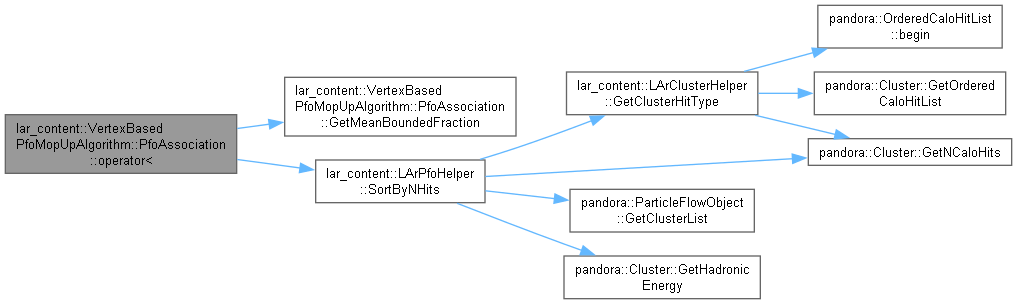 lar_content::VertexBased
PfoMopUpAlgorithm::PfoAssociation
::operator<
lar_content::VertexBased
PfoMopUpAlgorithm::PfoAssociation
::GetMeanBoundedFraction
lar_content::LArPfoHelper
::SortByNHits
lar_content::LArClusterHelper
::GetClusterHitType
pandora::OrderedCaloHitList
::begin
pandora::Cluster::GetOrdered
CaloHitList
pandora::Cluster::GetNCaloHits
pandora::ParticleFlowObject
::GetClusterList
pandora::Cluster::GetHadronic
Energy